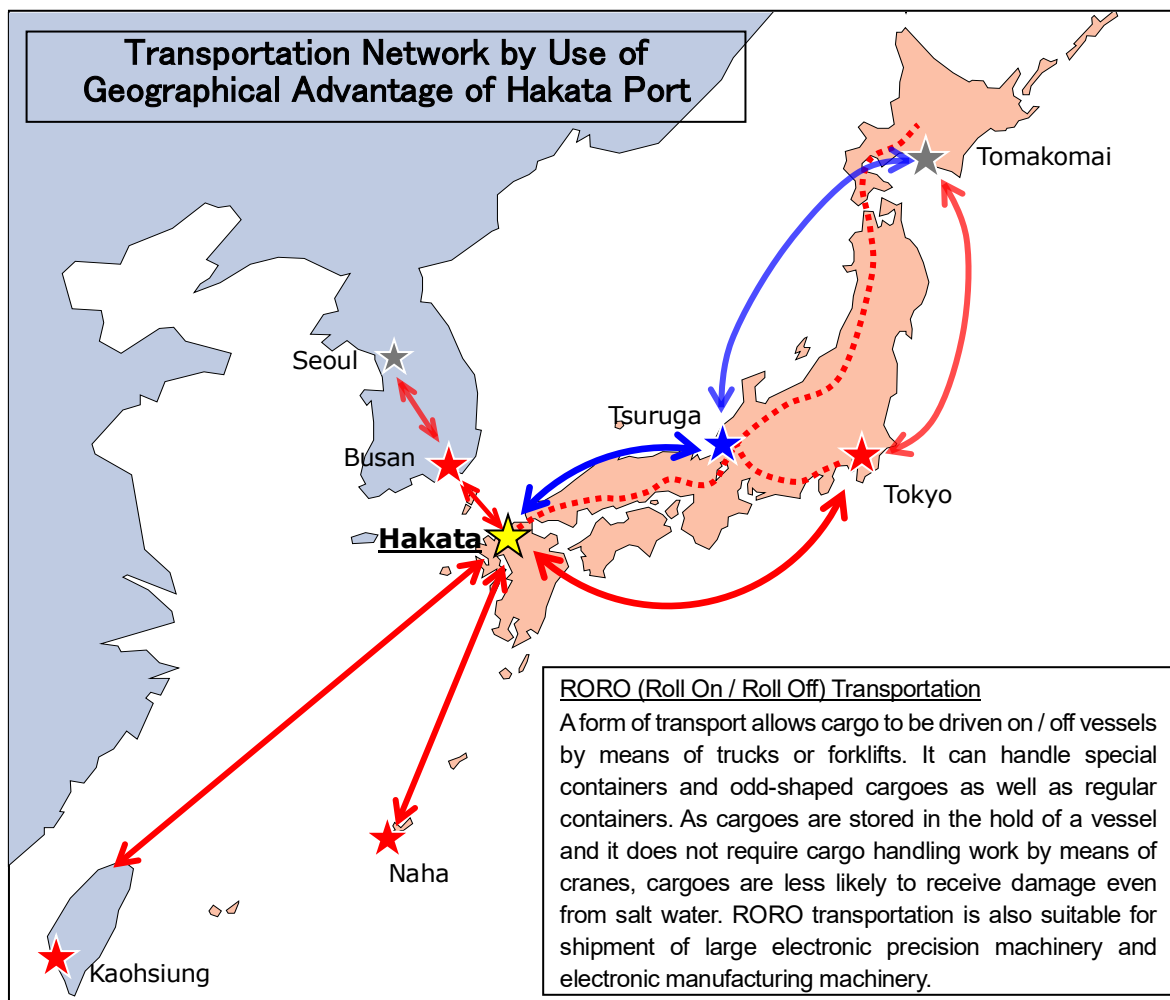 Transportation Network by Use of
Geographical Advantage of Hakata Port
Tomakomai
Seoul
Tsuruga
Busan
Tokyo
Hakata
Naha
Kaohsiung
RORO (Roll On / Roll Off) Transportation
A form of transport allows cargo to be driven on / off vessels
by means of trucks or forklifts. It can handle special
containers and odd-shaped cargoes as well as regular
containers. As cargoes are stored in the hold of a vessel
and it does not require cargo handling work by means of
cranes, cargoes are less likely to receive damage even
from salt water. RORO transportation is also suitable for
shipment of large electronic precision machinery and
electronic manufacturing machinery.